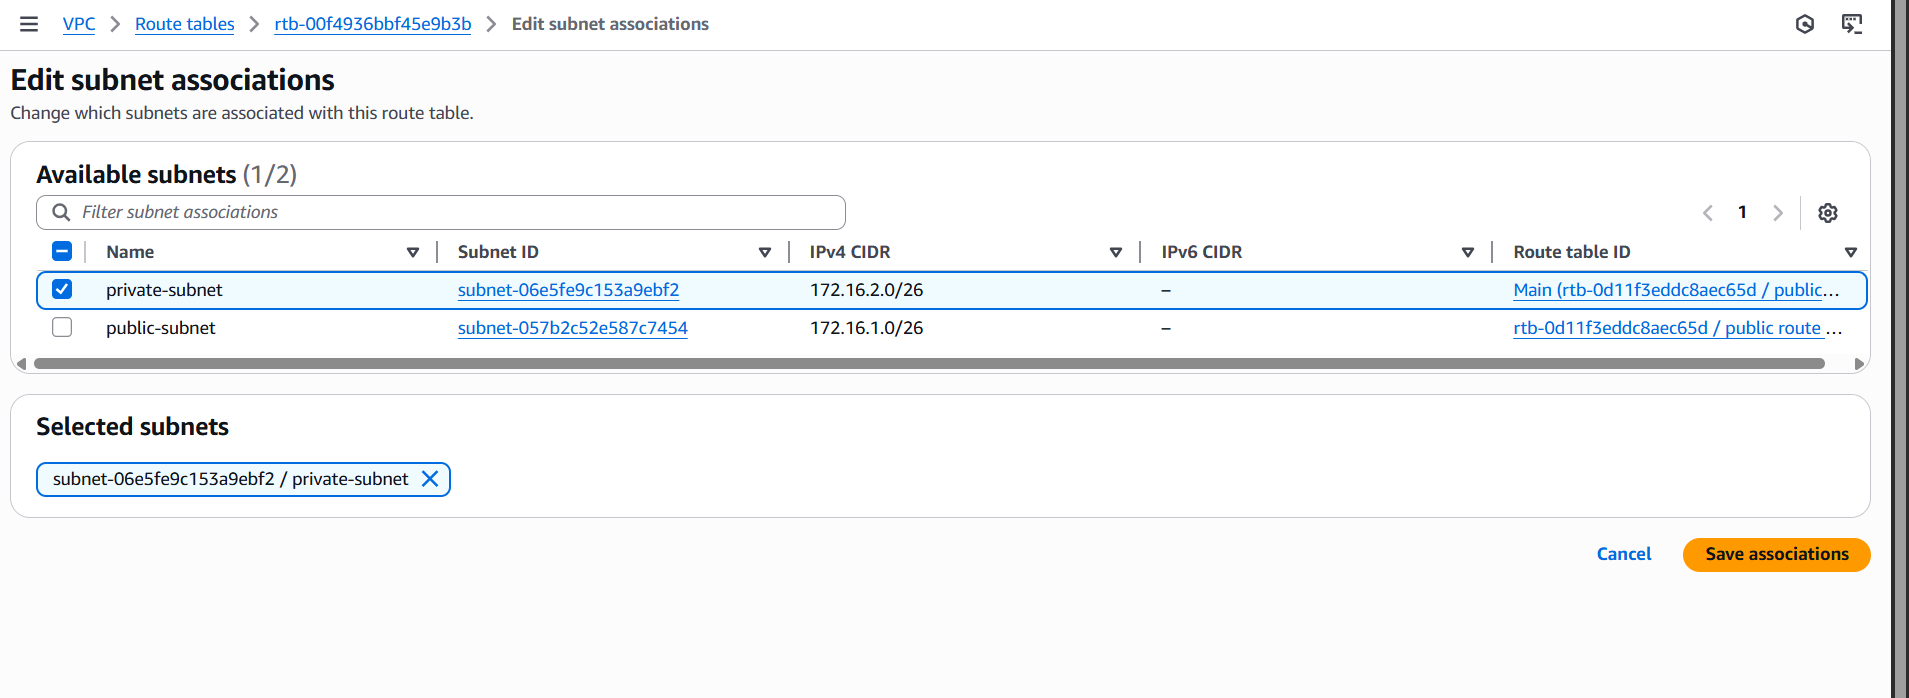 VPC > Route tables > rtb-00f4936bbf45e9b3b > Edit subnet associations
Edit subnet associations
Change which subnets are associated with this route table.
Available subnets (1/2)
Filter subnet associations
1
Name Subnet ID IPv4 CIDR IPv6 CIDR Route table ID
private-subnet subnet-06e5fe9c153a9ebf2 172.16.2.0/26 – Main (rtb-0d11f3eddc8aec65d / public...
public-subnet subnet-057b2c52e587c7454 172.16.1.0/26 – rtb-0d11f3eddc8aec65d / public route ...
Selected subnets
subnet-06e5fe9c153a9ebf2 / private-subnet
Cancel Save associations